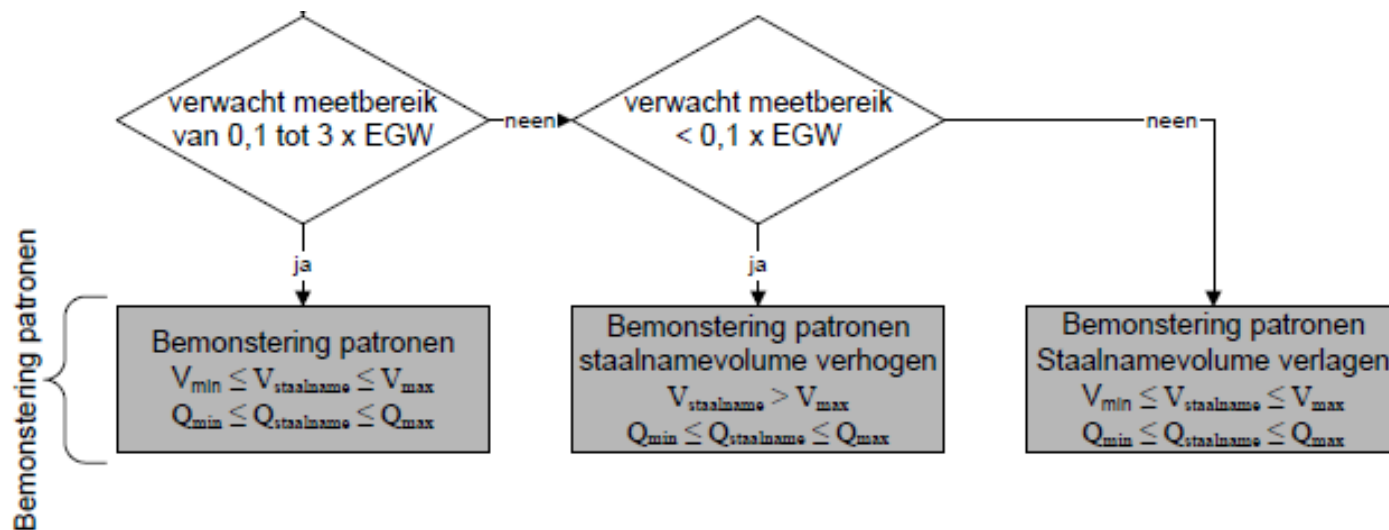 verwacht meetbereik
van 0,1 tot 3 x EGW
neen
verwacht meetbereik
< 0,1 x EGW
neen
ja
ja
Bemonstering patronen
Bemonstering patronen
V_min ≤ V_staalname ≤ V_max
Q_min ≤ Q_staalname ≤ Q_max
Bemonstering patronen
staalnamevolume verhogen
V_staalname > V_max
Q_min ≤ Q_staalname ≤ Q_max
Bemonstering patronen
Staalnamevolume verlagen
V_min ≤ V_staalname ≤ V_max
Q_min ≤ Q_staalname ≤ Q_max